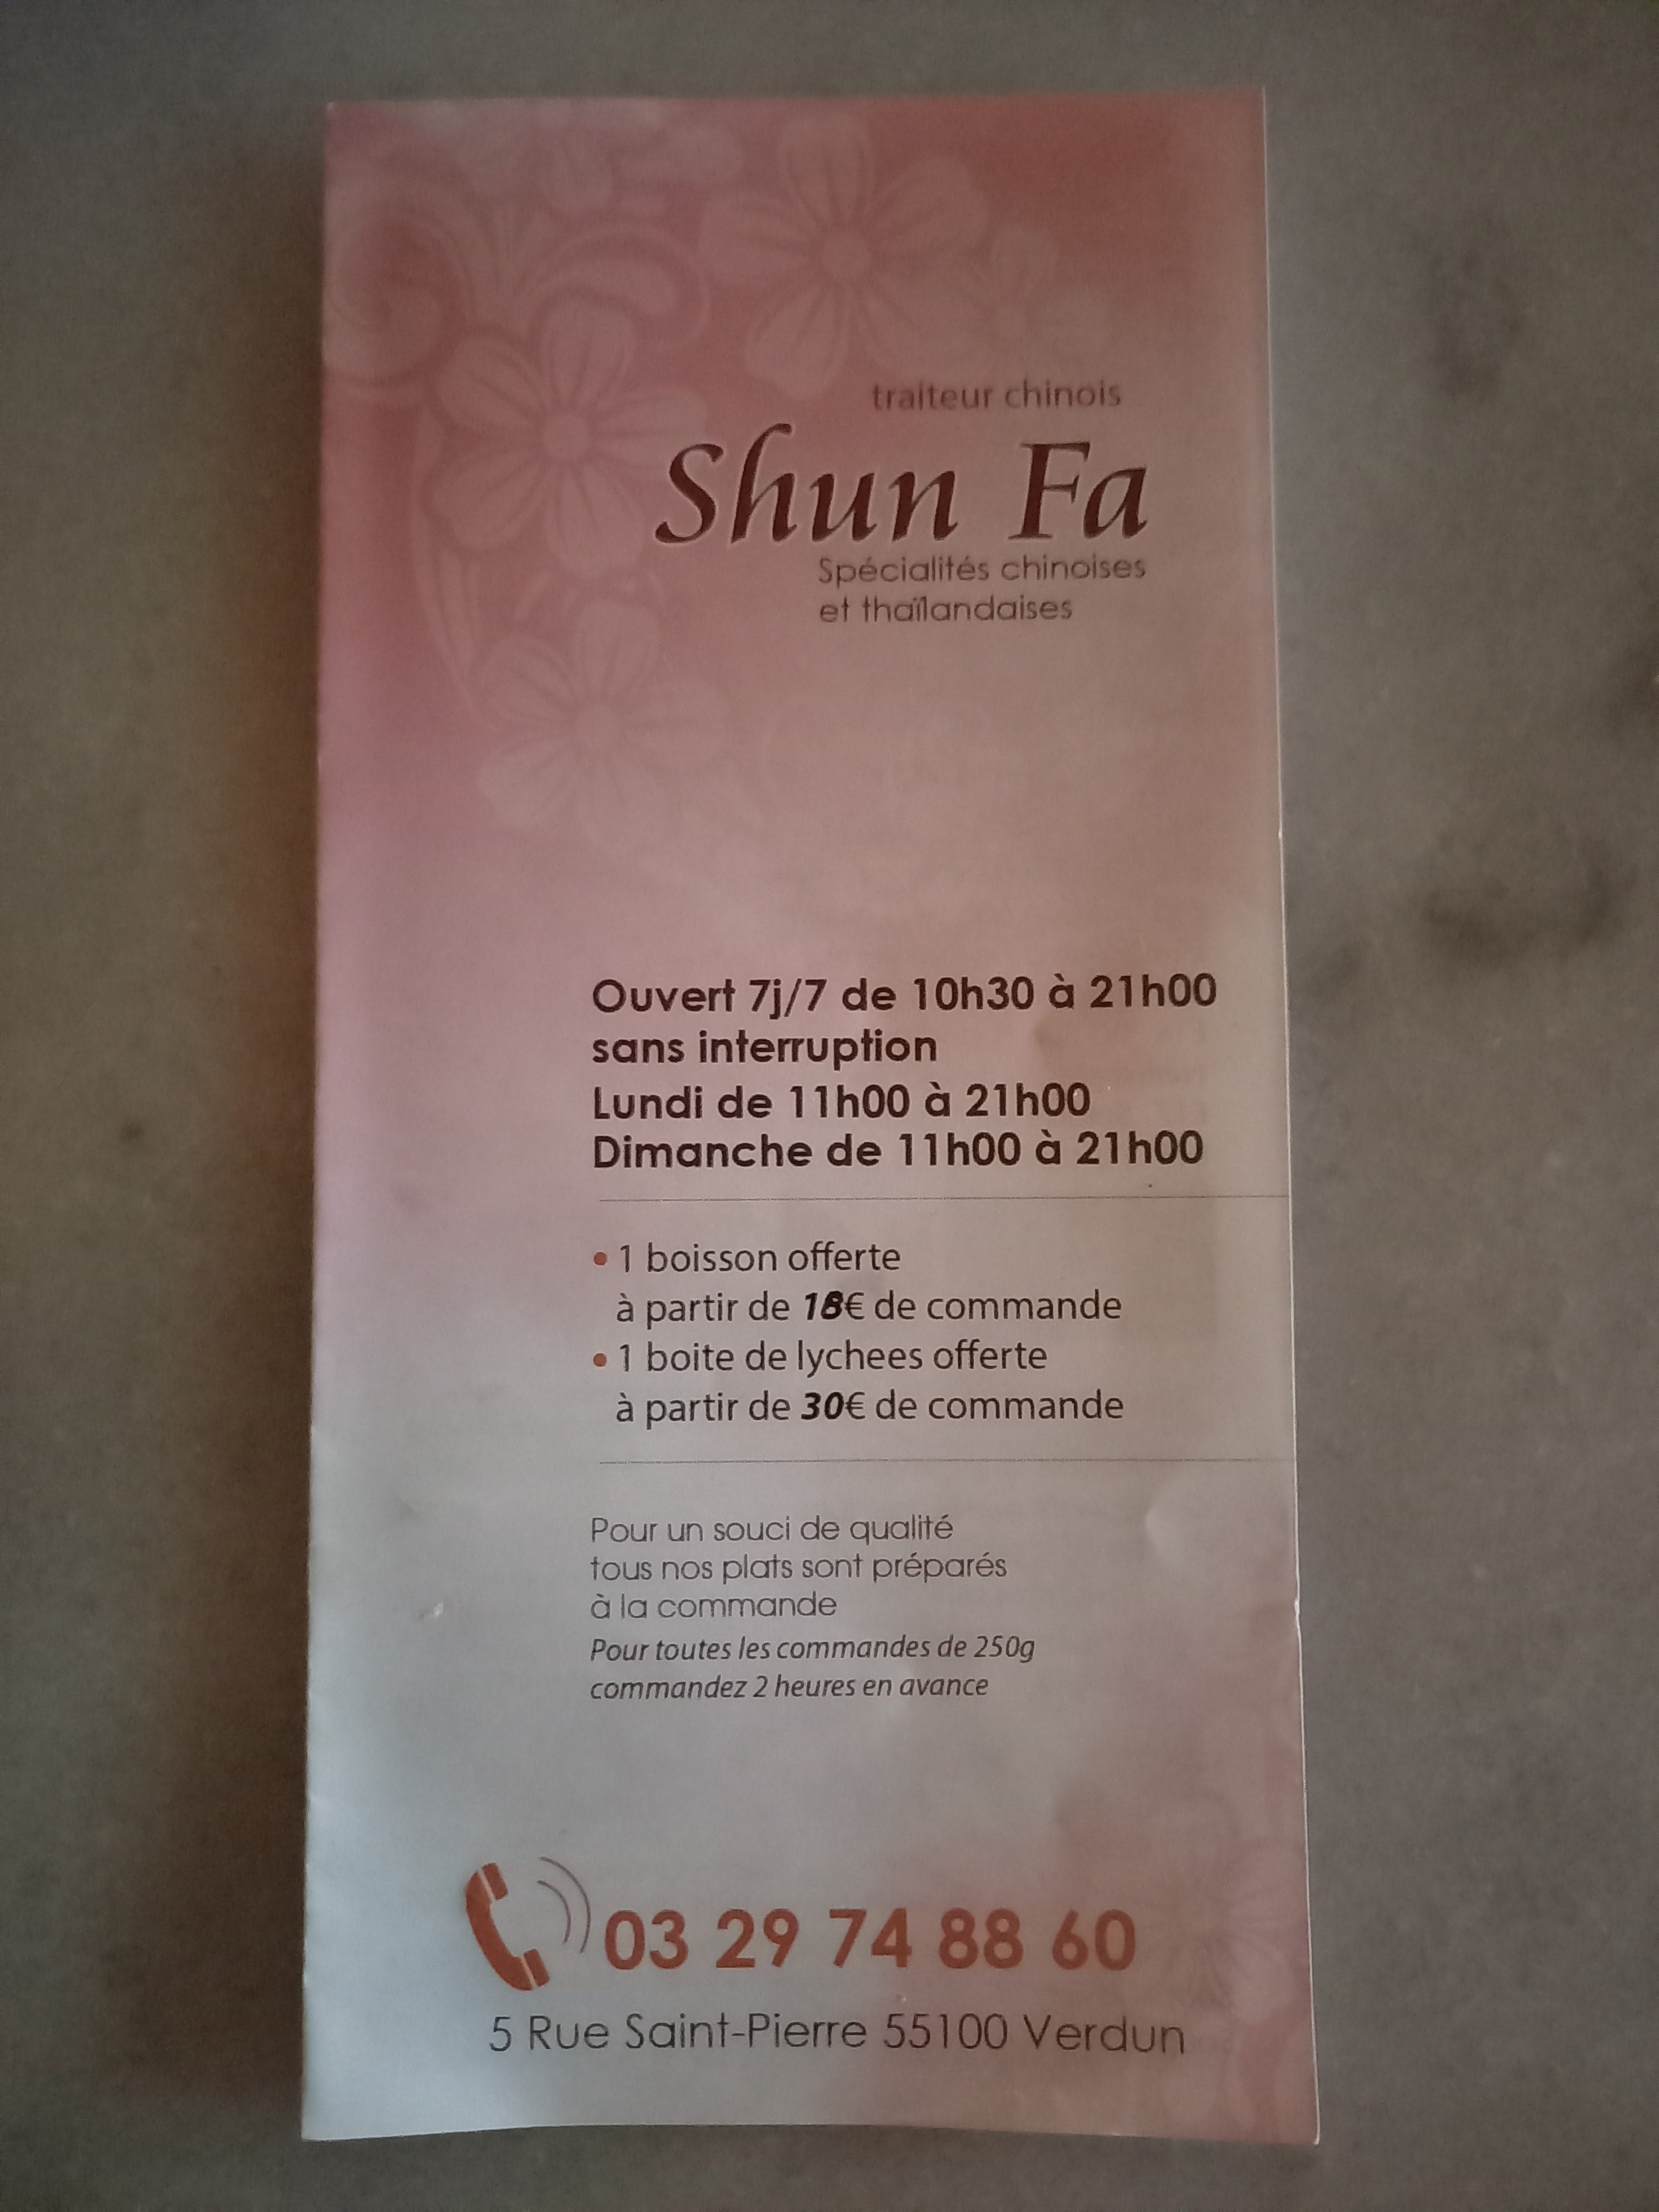 traiteur chinois
Shun Fa
Spécialités chinoises
et thaïlandaises
Ouvert 7j/7 de 10h30 à 21h00
sans interruption
Lundi de 11h00 à 21h00
Dimanche de 11h00 à 21h00
• 1 boisson offerte
à partir de 18€ de commande
• 1 boite de lychees offerte
à partir de 30€ de commande
Pour un souci de qualité
tous nos plats sont préparés
à la commande
Pour toutes les commandes de 250g
commandez 2 heures en avance
03 29 74 88 60
5 Rue Saint-Pierre 55100 Verdun